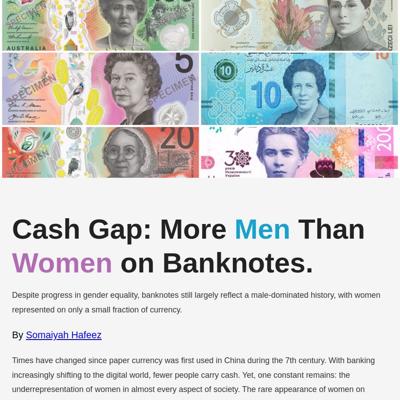 SPECIMEN
AUSTRALIA
5
SPECIMEN
10
10
20
30
200
Cash Gap: More Men Than
Women on Banknotes.
Despite progress in gender equality, banknotes still largely reflect a male-dominated history, with women
represented on only a small fraction of currency.
By Somaiyah Hafeez
Times have changed since paper currency was first used in China during the 7th century. With banking
increasingly shifting to the digital world, fewer people carry cash. Yet, one constant remains: the
underrepresentation of women in almost every aspect of society. The rare appearance of women on